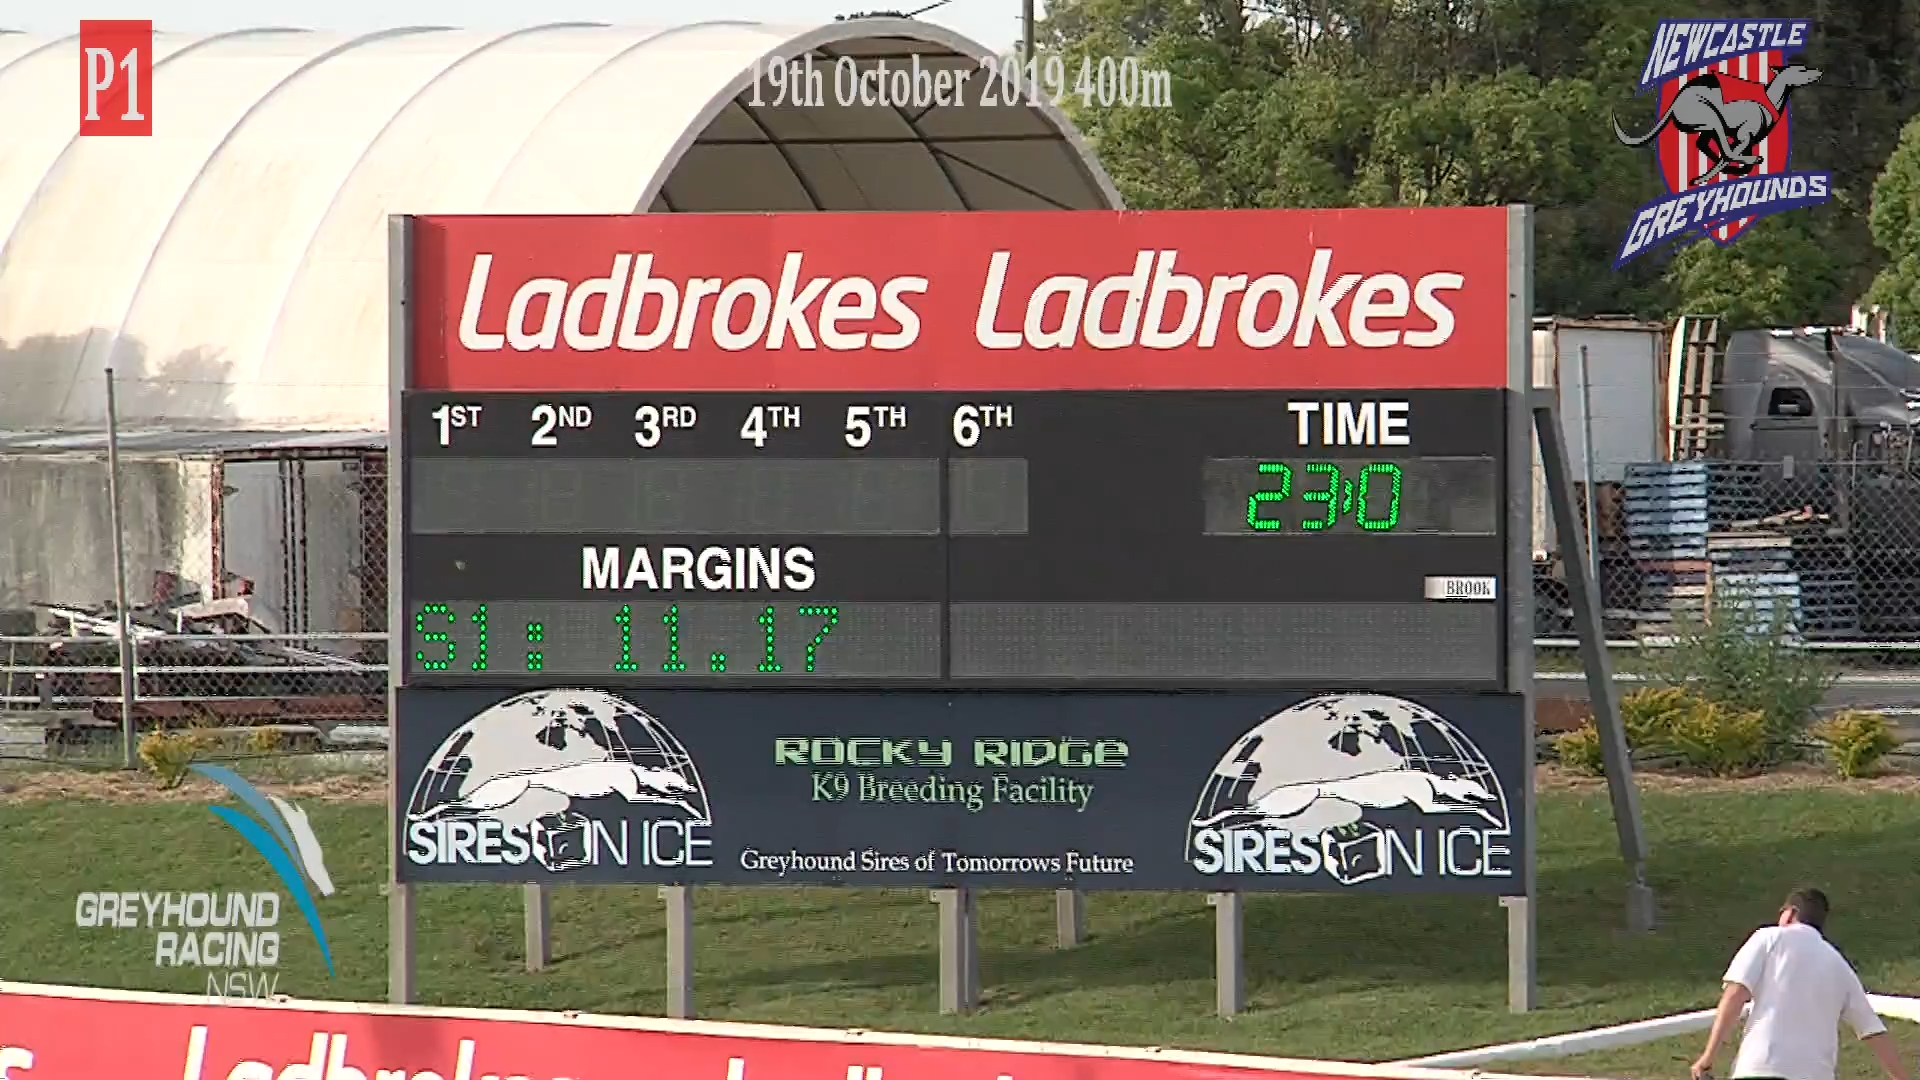 P1
19th October 2019 400m
NEWCASTLE
GREYHOUNDS
Ladbrokes Ladbrokes
1ST 2ND 3RD 4TH 5TH 6TH TIME
23:0
MARGINS
BROOK
S1: 11.17
ROCKY RIDGE
K9 Breeding Facility
SIRES ON ICE
Greyhound Sires of Tomorrows Future
SIRES ON ICE
GREYHOUND
RACING
NSW
Ladbrokes